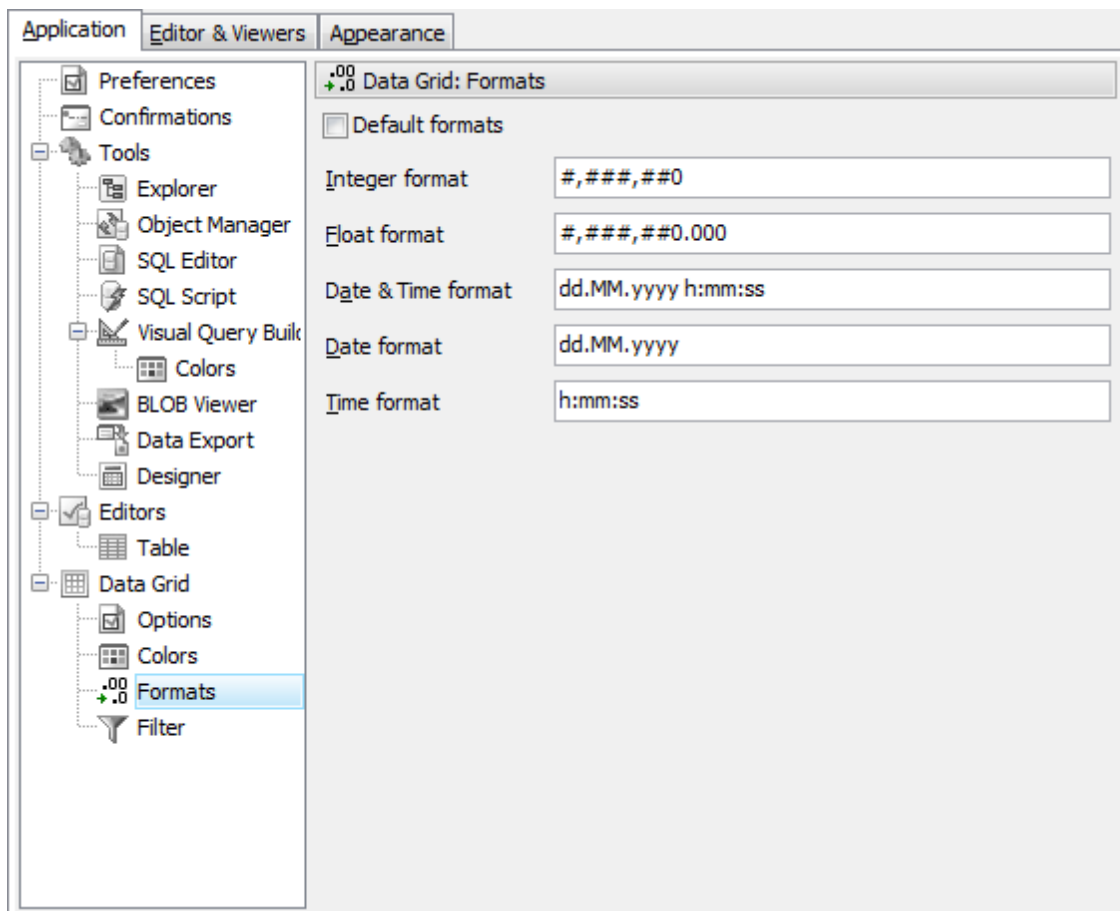 Application
Editor & Viewers
Appearance
Preferences
Confirmations
Tools
Explorer
Object Manager
SQL Editor
SQL Script
Visual Query Build
Colors
BLOB Viewer
Data Export
Designer
Editors
Table
Data Grid
Options
Colors
Formats
Filter
Data Grid: Formats
Default formats
Integer format
#,###,##0
Float format
#,###,##0.000
Date & Time format
dd.MM.yyyy h:mm:ss
Date format
dd.MM.yyyy
Time format
h:mm:ss